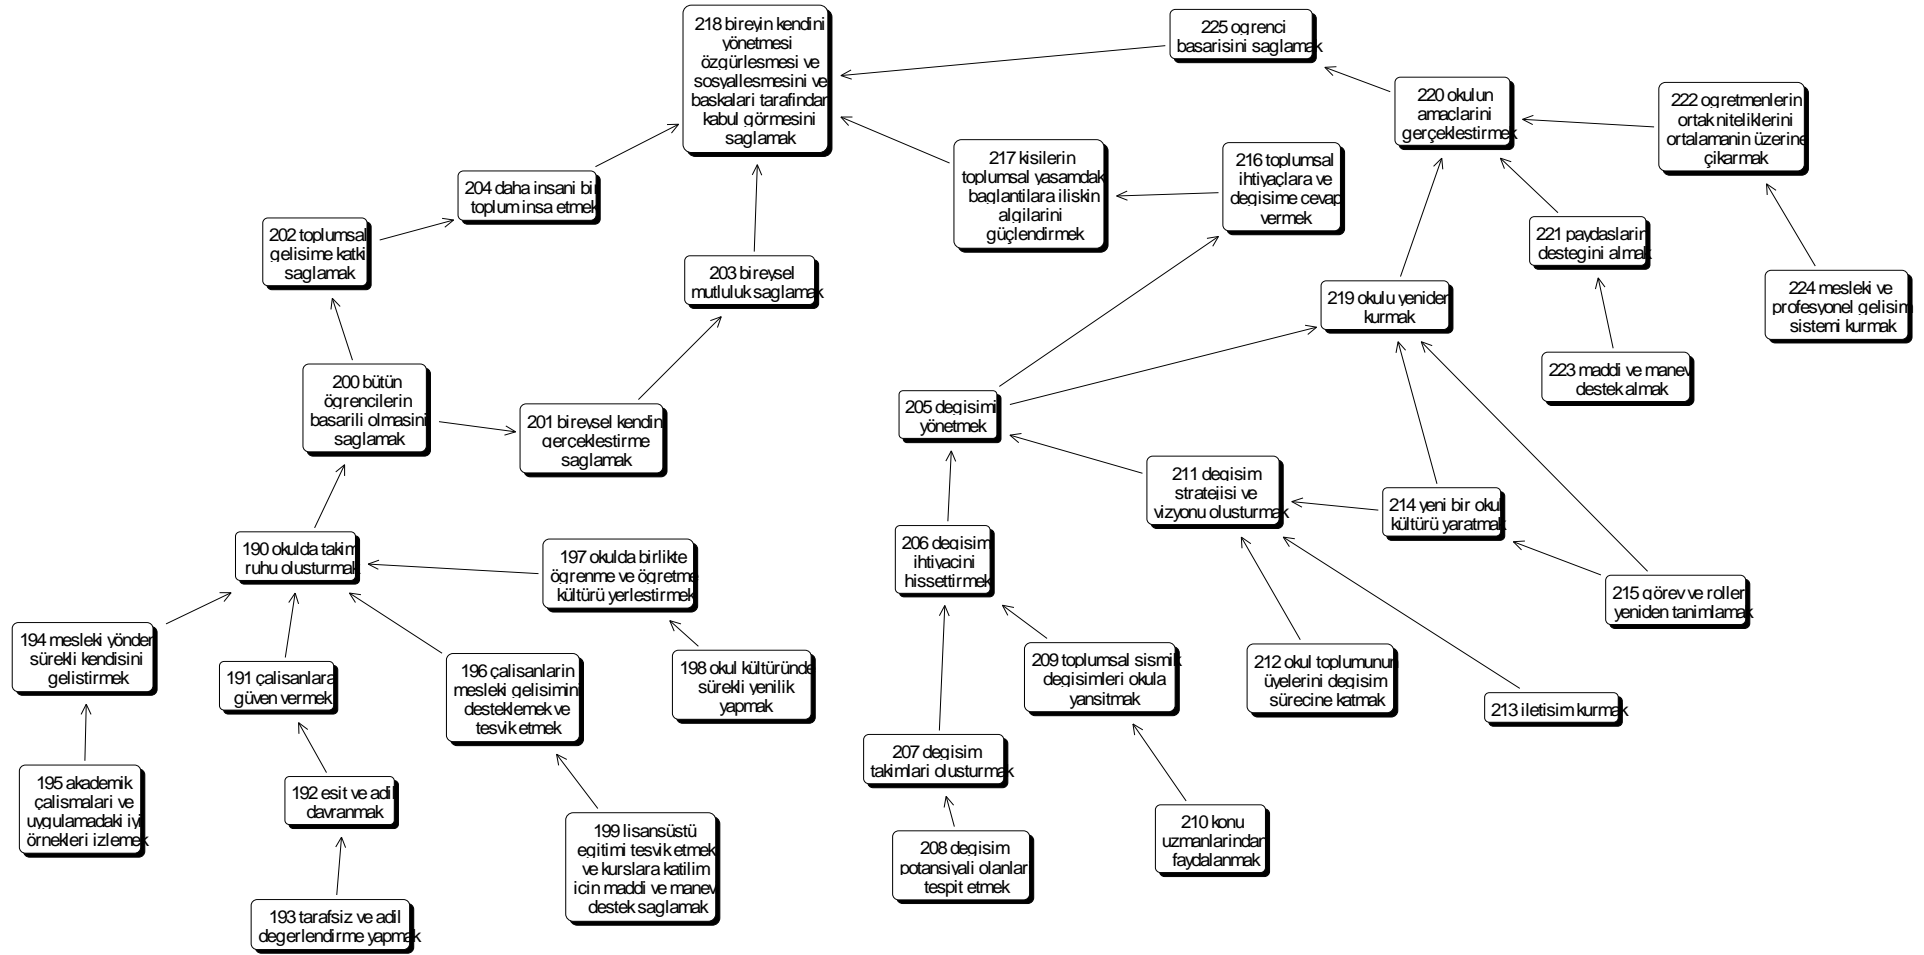 218 bireyin kendini
yönetmesi
özgürlesmesi ve
sosyallesmesini ve
baskalari tarafindan
kabul görmesini
saglamak
225 ogrenci
basarisini saglamak
220 okulun
amaclarini
gerçeklestirmek
222 ogretmenlerin
ortak niteliklerini
ortalamanin üzerine
çikarmak
217 kisilerin
toplumsal yasamdak
baglantilara iliskin
algilarini
güçlendirmek
216 toplumsal
ihtiyaçlara ve
degisime cevap
vermek
204 daha insani bir
toplum insa etmek
202 toplumsal
gelisime katki
saglamak
203 bireysel
mutluluk saglamak
221 paydaslarin
destegini almak
219 okulu yeniden
kurmak
224 mesleki ve
profesyonel gelisim
sistemi kurmak
223 maddi ve manev
destek almak
200 bütün
ögrencilerin
basarili olmasini
saglamak
201 bireysel kendin
gerceklestirme
saglamak
205 degisimi
yönetmek
211 degisim
stratejisi ve
vizyonu olusturmak
214 yeni bir okul
kültürü yaratmak
190 okulda takim
ruhu olusturmak
197 okulda birlikte
ögrenme ve ögretme
kültürü yerlestirmek
206 degisim
ihtiyacini
hissettirmek
215 görev ve roller
yeniden tanimlamak
194 mesleki yönden
sürekli kendisini
gelistirmek
191 çalisanlara
güven vermek
196 çalisanlarin
mesleki gelisimini
desteklemek ve
tesvik etmek
198 okul kültüründe
sürekli yenilik
yapmak
209 toplumsal sismik
degisimleri okula
yansitmak
212 okul toplumunun
üyelerini degisim
sürecine katmak
213 iletisim kurmak
207 degisim
takimlari olusturmak
195 akademik
çalismalari ve
uygulamadaki iyi
örnekleri izlemek
192 esit ve adil
davranmak
199 lisansüstü
egitimi tesvik etmek
ve kurslara katilim
icin maddi ve manev
destek saglamak
208 degisim
potansiyali olanlar
tespit etmek
210 konu
uzmanlarindan
faydalanmak
193 tarafsiz ve adil
degerlendirme yapmak